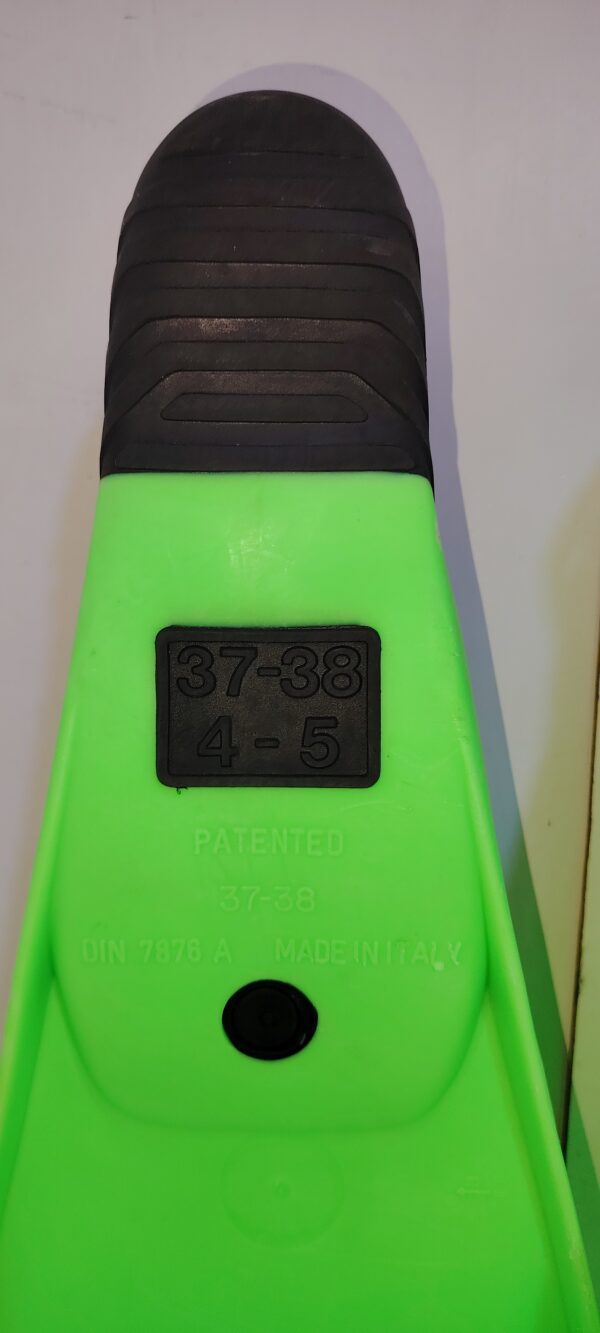 37-38
4 - 5
PATENTED
37-38
DIN 7876 A MADE IN ITALY